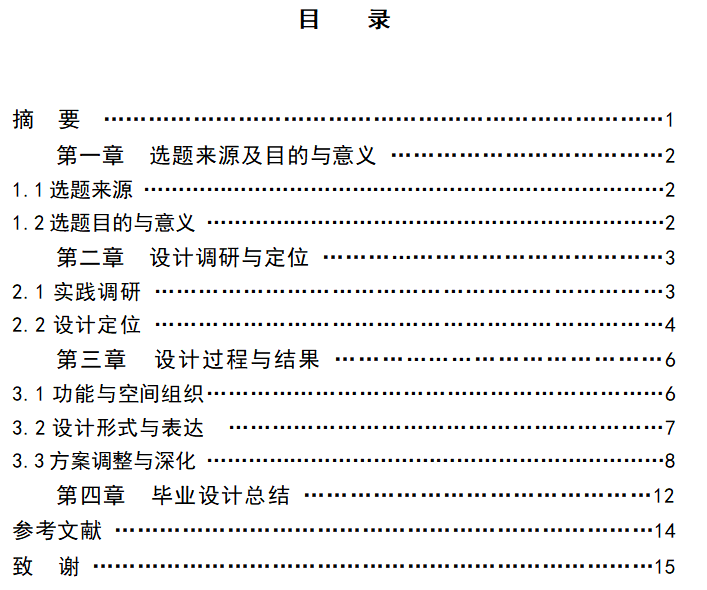 目　　录
摘　要 ……………………………………………………………………1
第一章　选题来源及目的与意义 ………………………………2
1.1选题来源 ………………………………………………………………2
1.2选题目的与意义 ………………………………………………………2
第二章　设计调研与定位 ………………………………………3
2.1 实践调研 ……………………………………………………………3
2.2 设计定位 ……………………………………………………………4
第三章　设计过程与结果 ………………………………………6
3.1 功能与空间组织………………………………………………………6
3.2 设计形式与表达 ……………………………………………………7
3.3方案调整与深化 ………………………………………………………8
第四章　毕业设计总结 …………………………………………12
参考文献 …………………………………………………………………14
致　谢 ……………………………………………………………………15